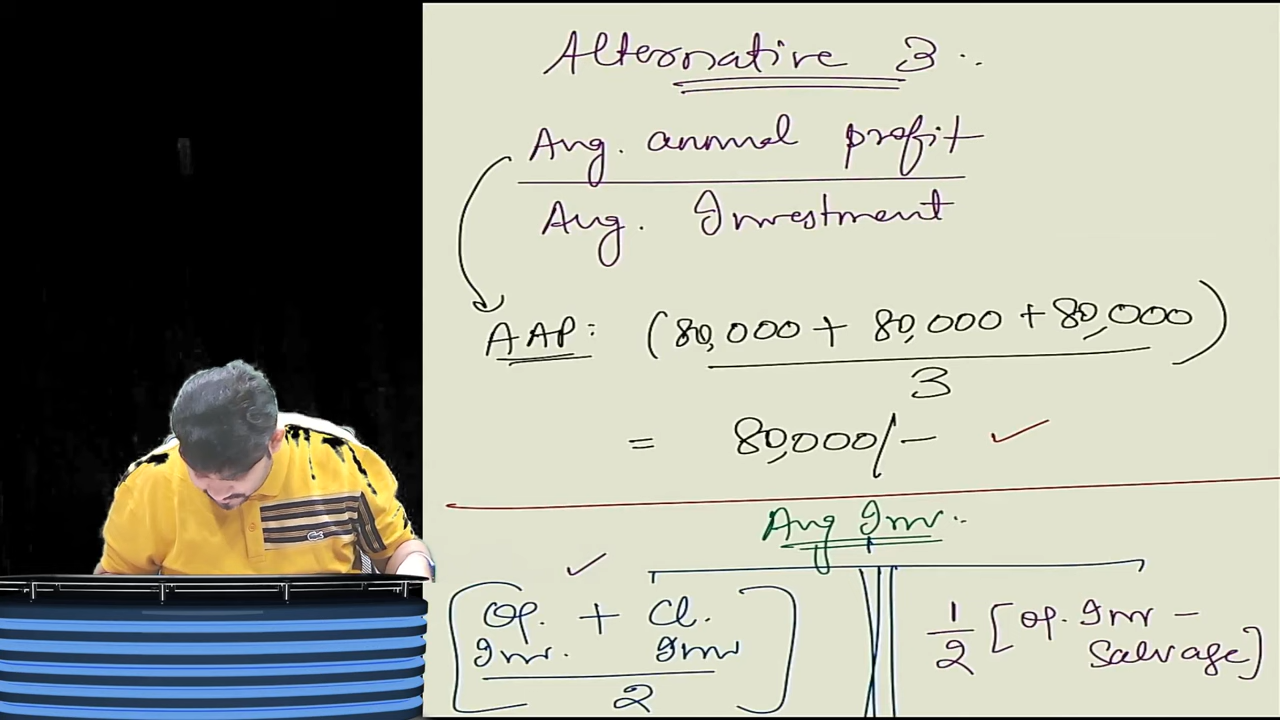 Alternative 3..
Avg. annual profit
Avg. Investment
AAP: (80,000 + 80,000 + 80,000)
3
= 80,000/-
Avg Inv.
Op. + Cl.
Inv. Inv
2
1/2 [Op. Inv -
Salvage]